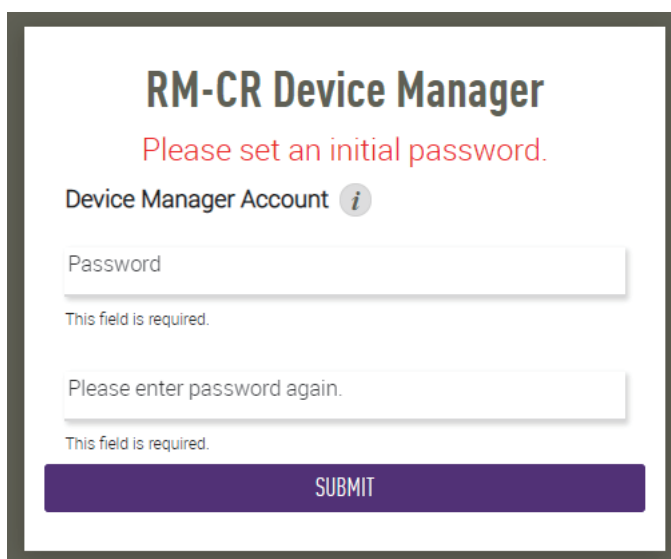 RM-CR Device Manager
Please set an initial password.
Device Manager Account i
Password
This field is required.
Please enter password again.
This field is required.
SUBMIT